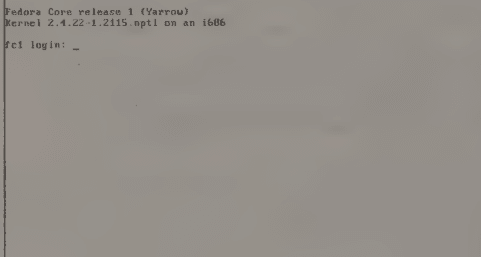 Fedora Core release 1 (Yarrow)
Kernel 2.4.22-1.2115.nptl on an i686
fc1 login: _